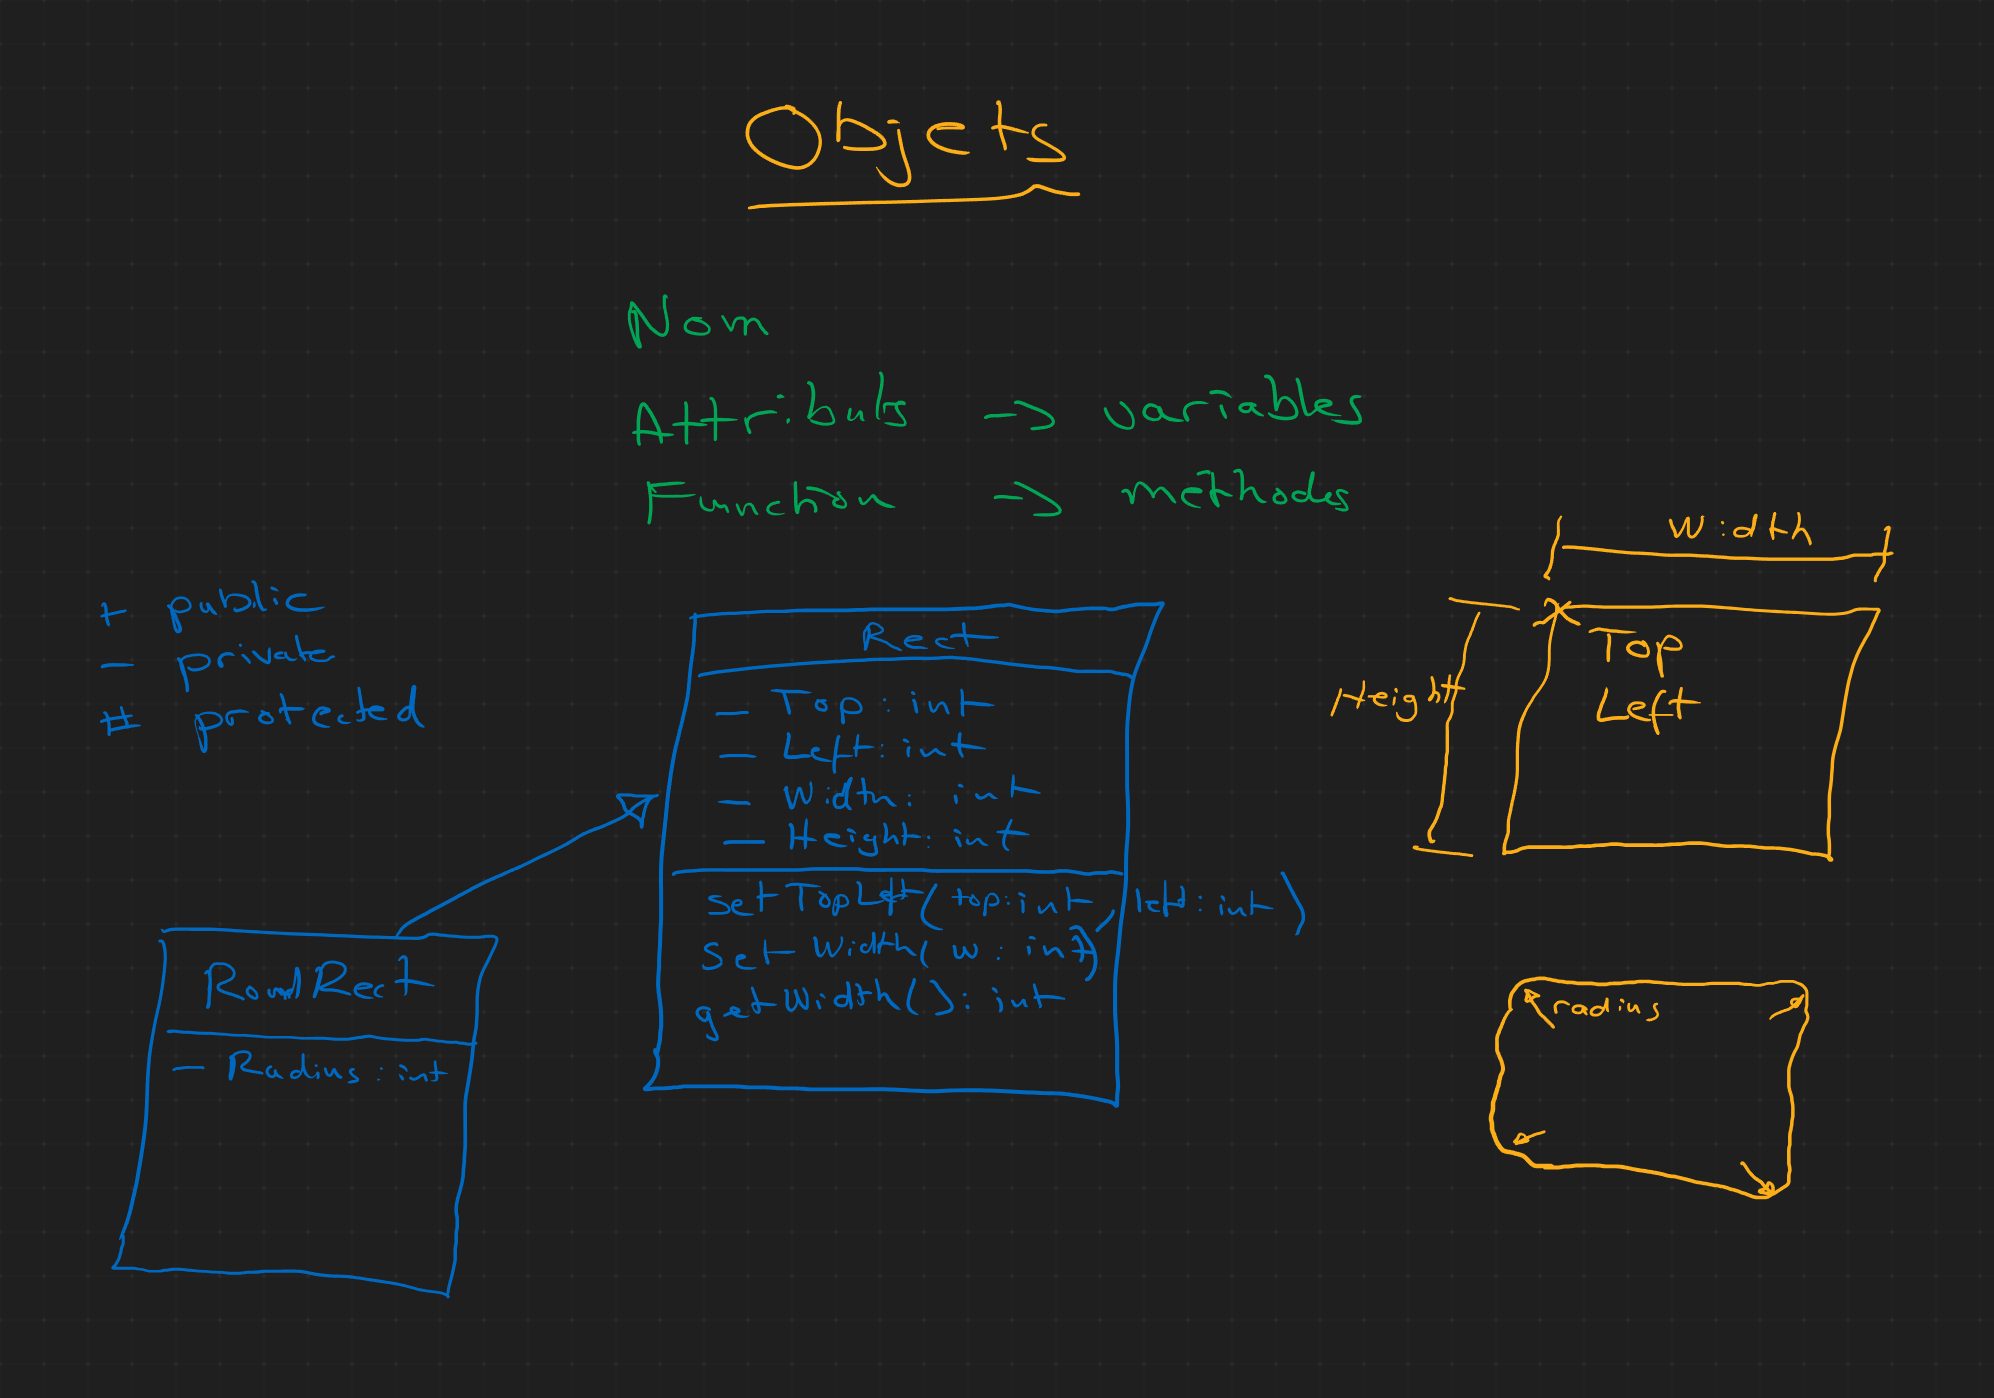 Objets
Nom
Attributs -> variables
Function -> methodes
+ public
- private
# protected
Rect
- Top : int
- Left : int
- Width : int
- Height : int
setTopLeft(top:int, left:int)
setWidth(w:int)
getWidth():int
RoundRect
- Radius : int
Width
Height
Top
Left
radius